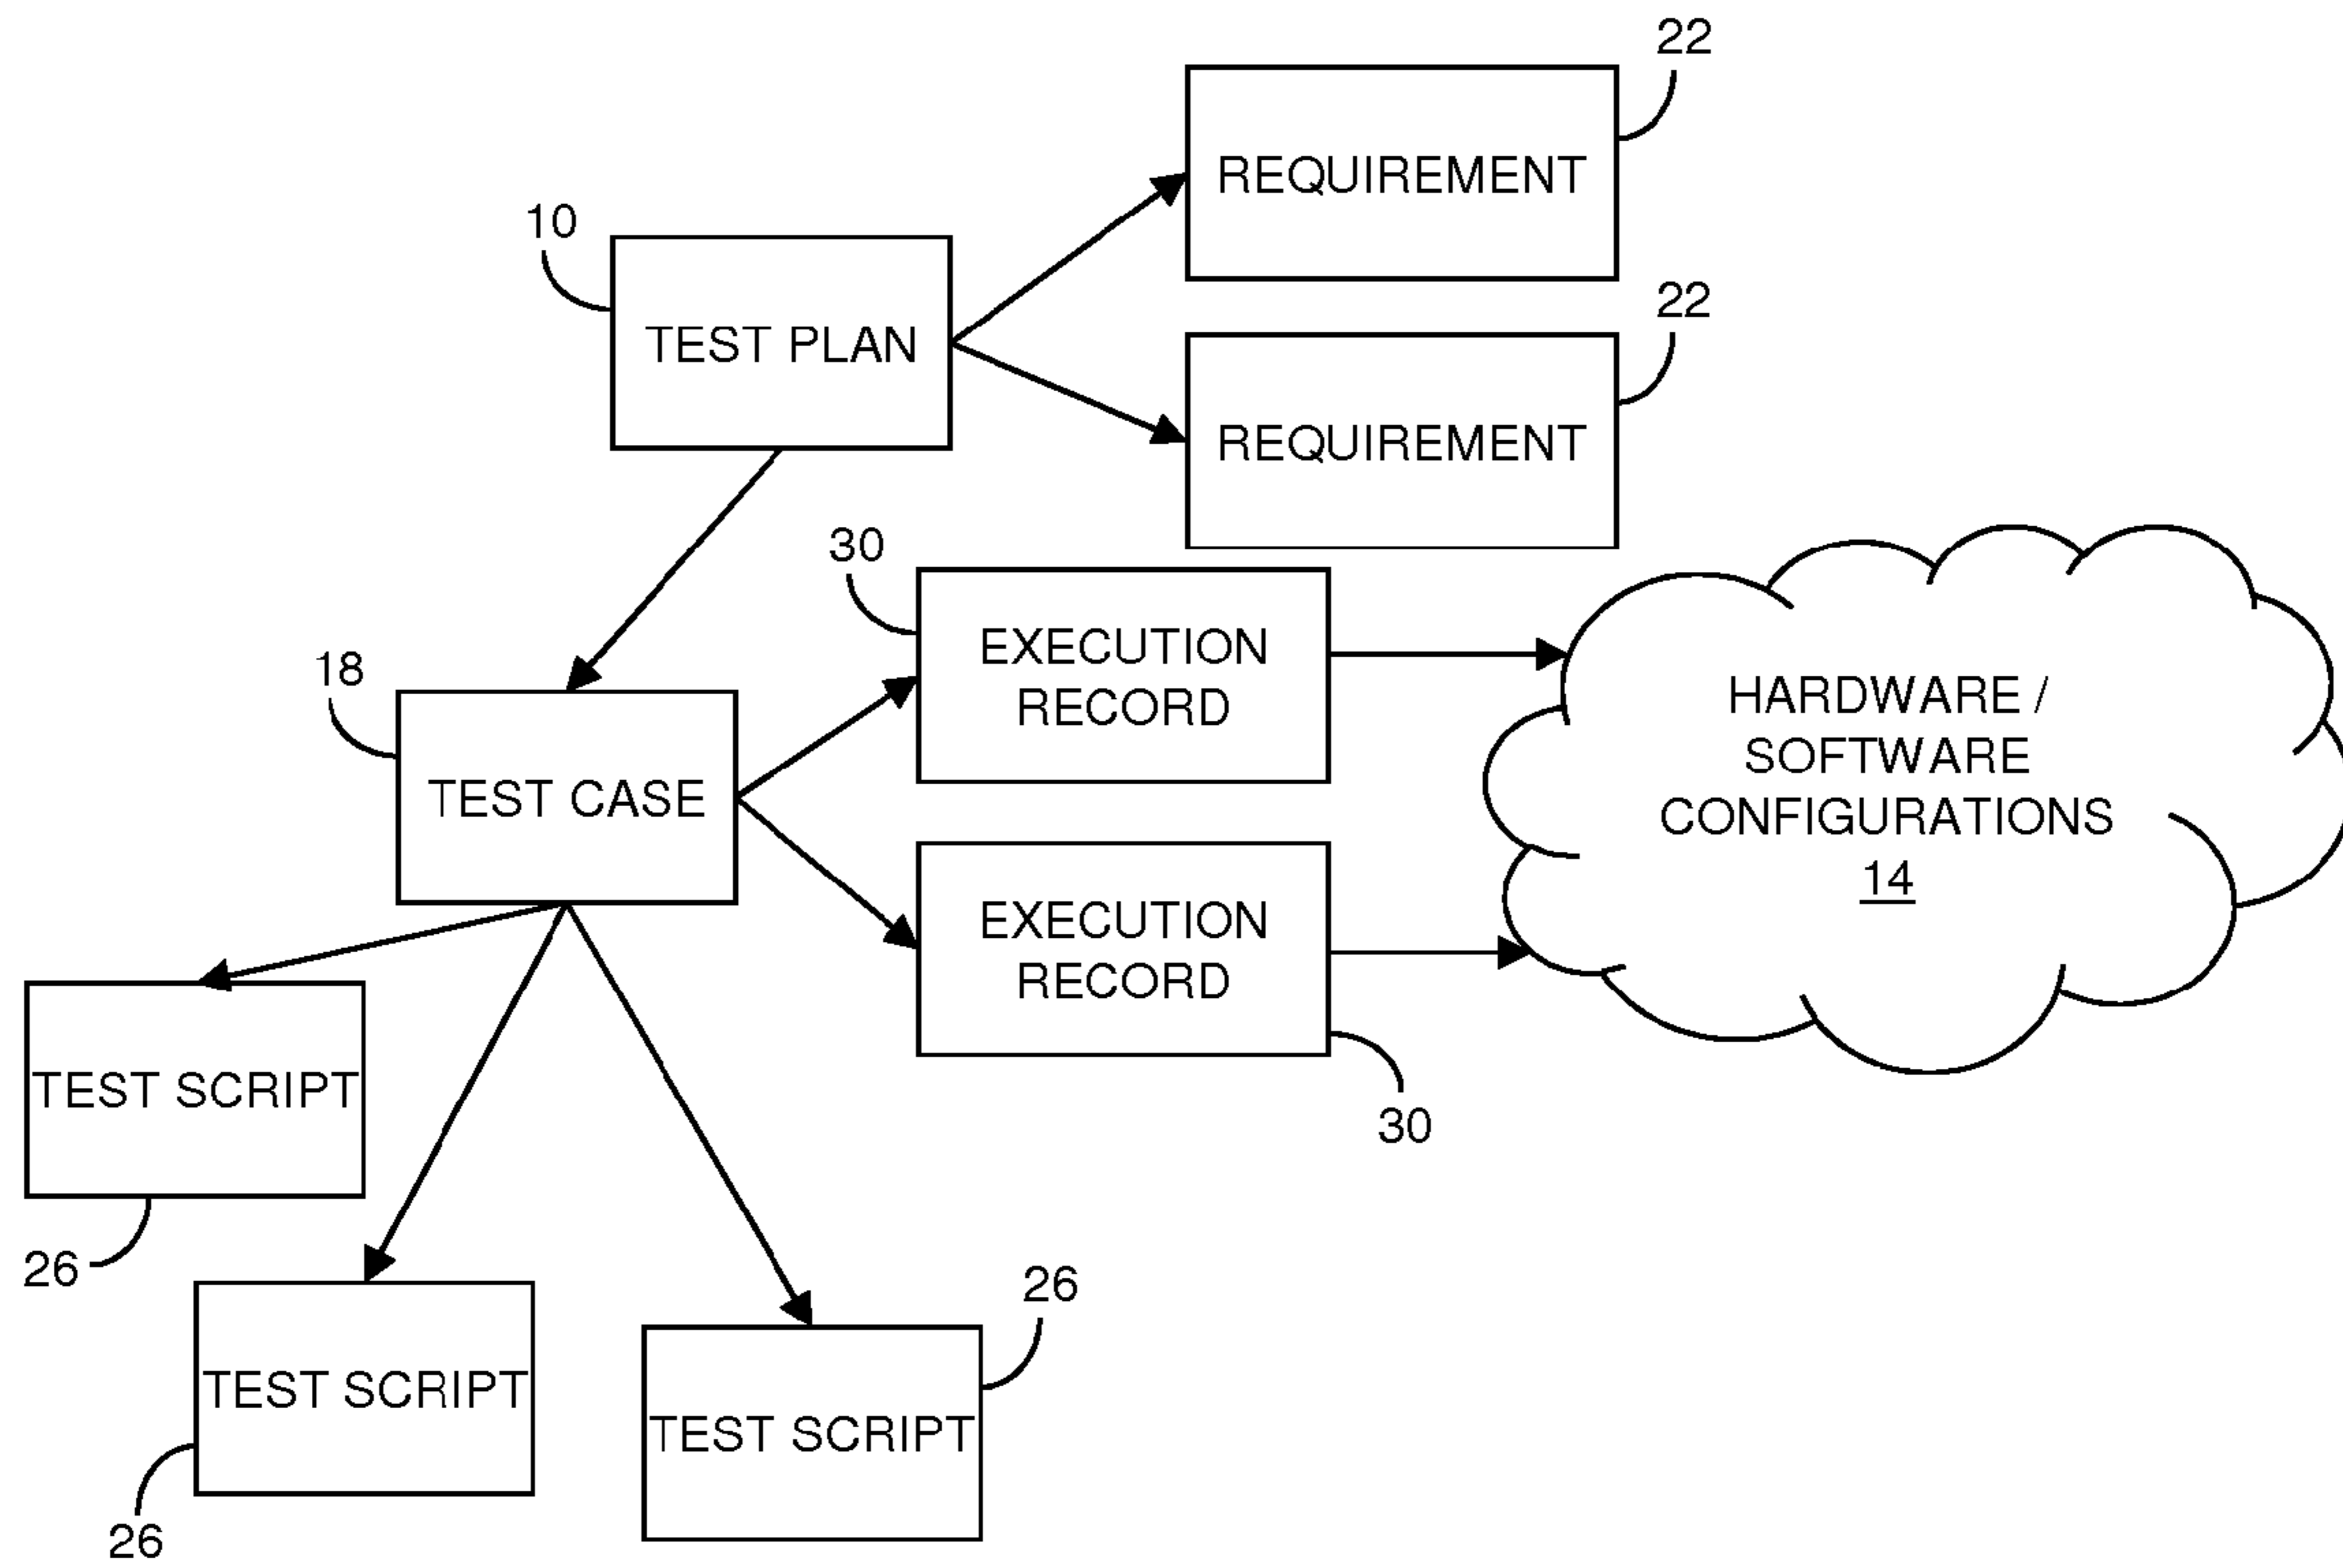 22
REQUIREMENT
10
TEST PLAN
22
REQUIREMENT
30
EXECUTION
RECORD
HARDWARE /
SOFTWARE
CONFIGURATIONS
14
18
TEST CASE
EXECUTION
RECORD
30
TEST SCRIPT
26
TEST SCRIPT
26
26
TEST SCRIPT